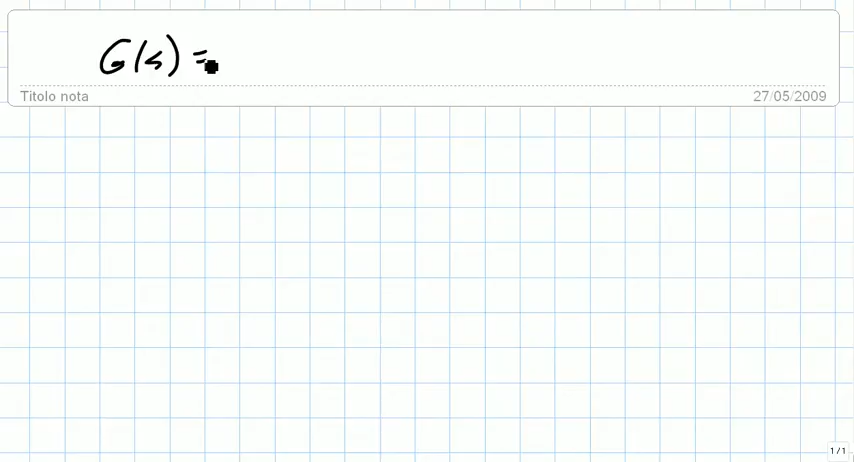 G(s) =
Titolo nota
27/05/2009
1/1